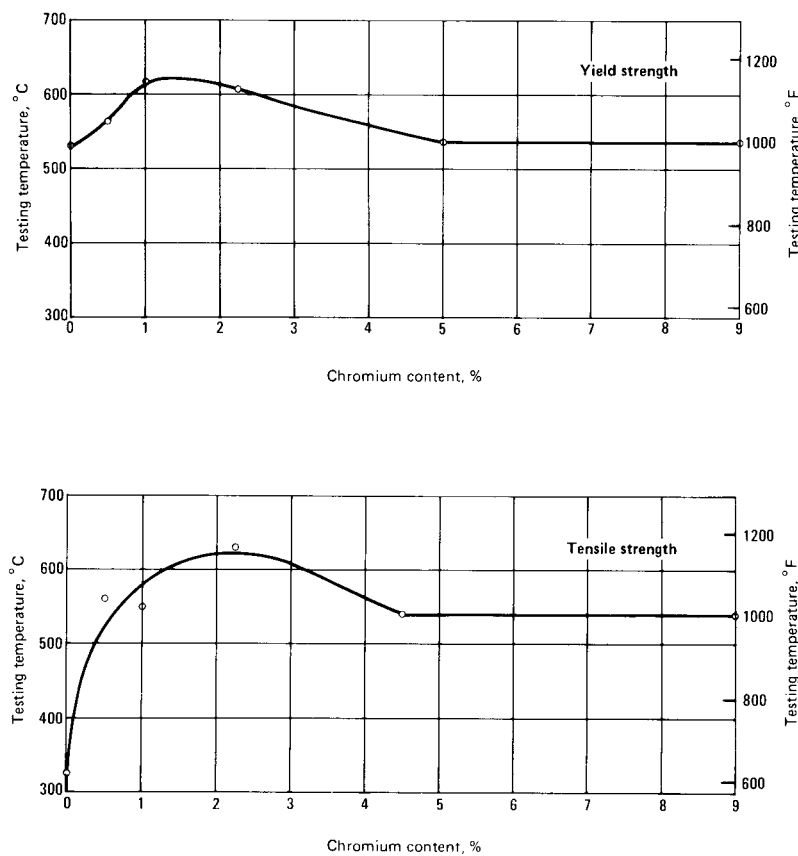 700
600
500
400
300
Testing temperature, °C
Yield strength
1200
1000
800
600
Testing temperature, °F
0 1 2 3 4 5 6 7 8 9
Chromium content, %
700
600
500
400
300
Testing temperature, °C
Tensile strength
1200
1000
800
600
Testing temperature, °F
0 1 2 3 4 5 6 7 8 9
Chromium content, %